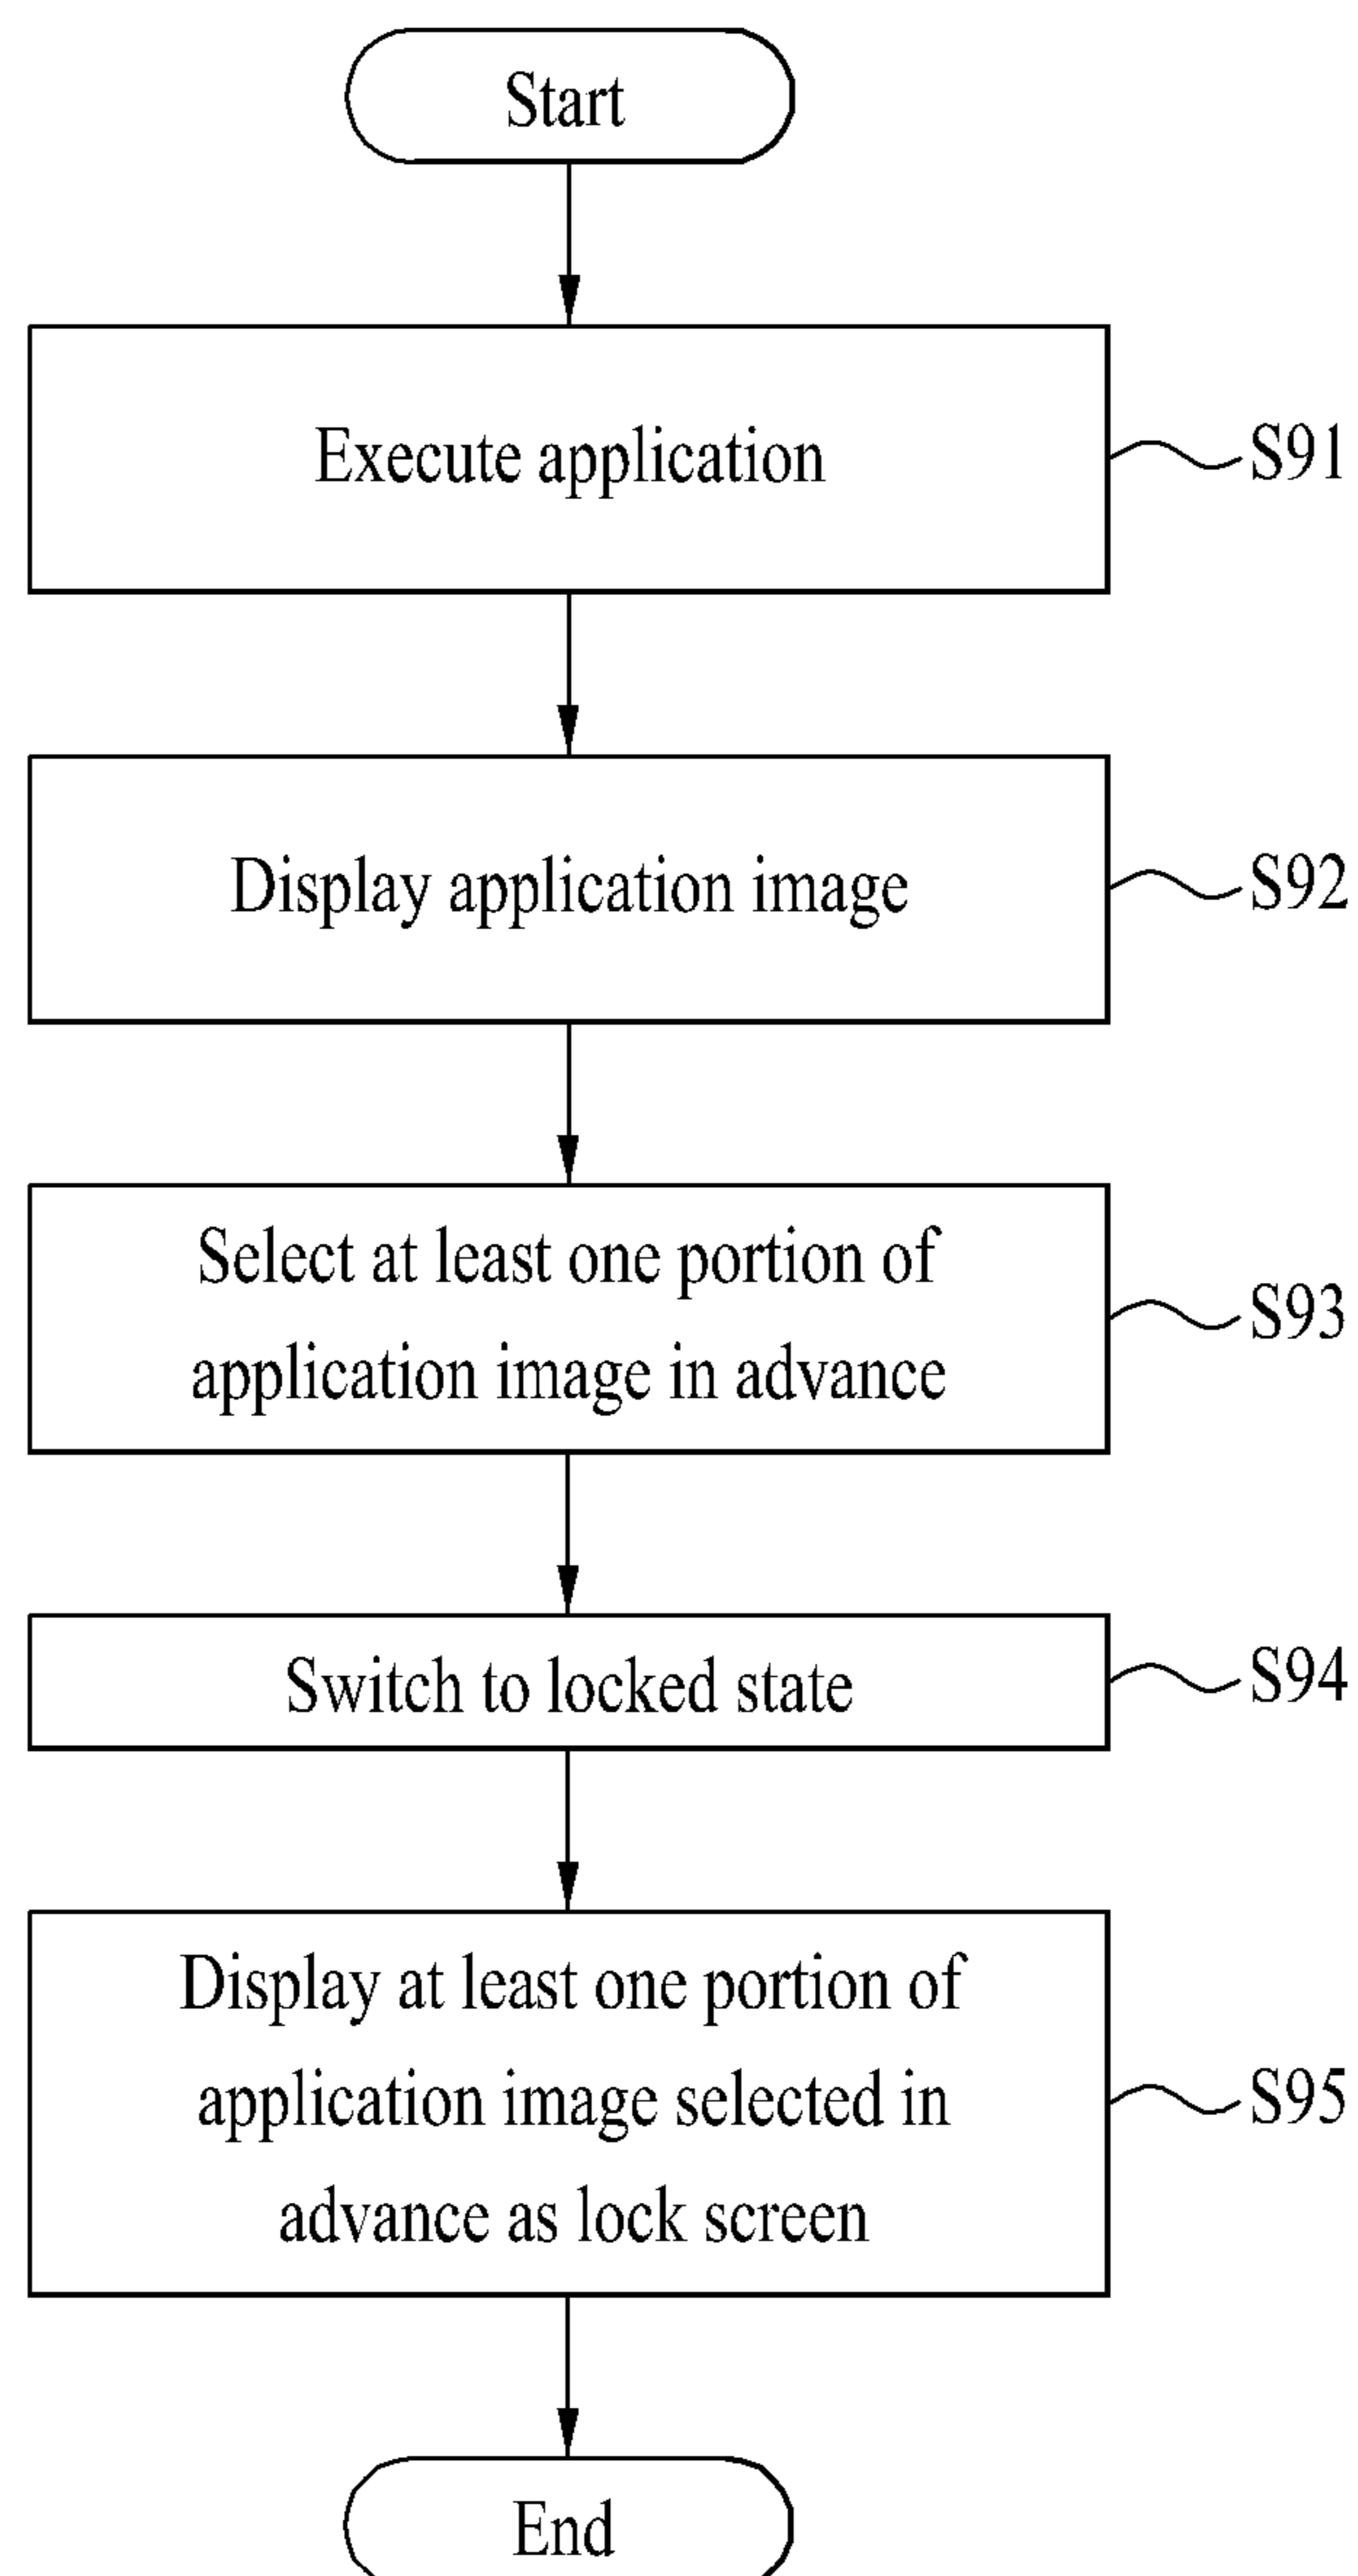 Start
Execute application
S91
Display application image
S92
Select at least one portion of
application image in advance
S93
Switch to locked state
S94
Display at least one portion of
application image selected in
advance as lock screen
S95
End